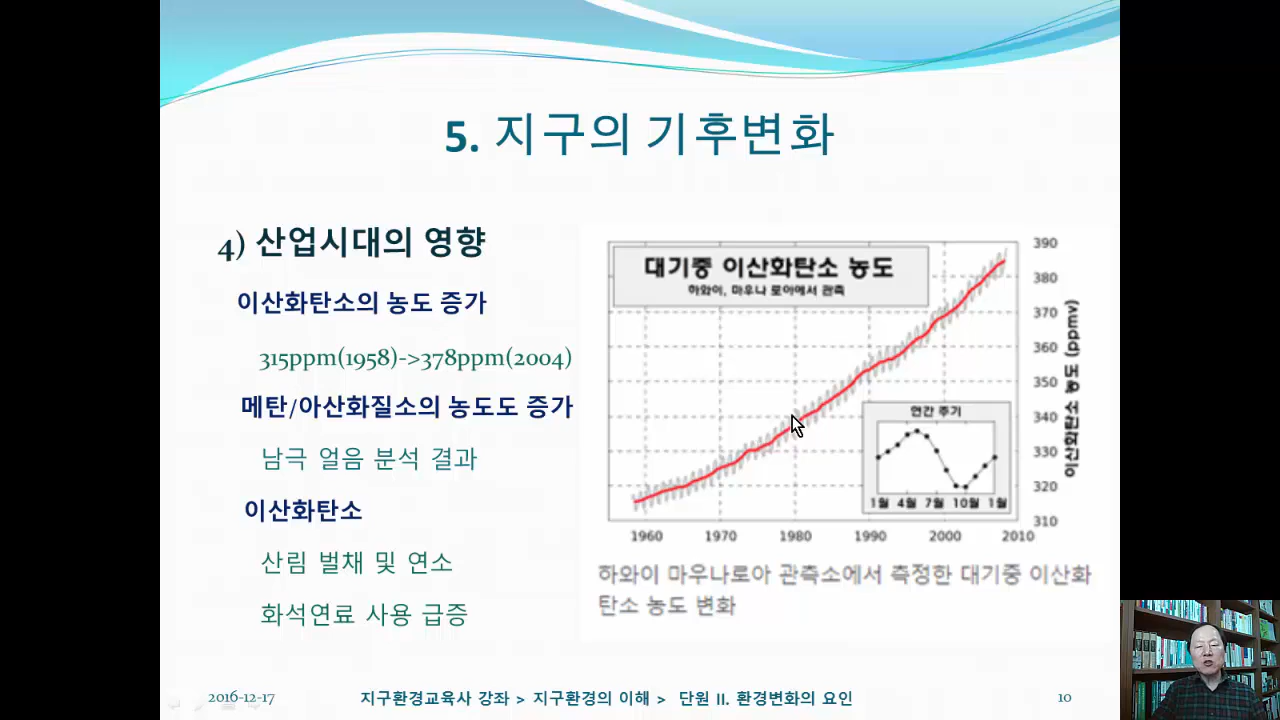 5. 지구의 기후변화
4) 산업시대의 영향
이산화탄소의 농도 증가
315ppm(1958)->378ppm(2004)
메탄/아산화질소의 농도도 증가
남극 얼음 분석 결과
이산화탄소
산림 벌채 및 연소
화석연료 사용 급증
대기중 이산화탄소 농도
하와이, 마우나 로아에서 관측
390
380
370
360
350
340
330
320
310
이산화탄소 농도 (ppmv)
연간 주기
1월 4월 7월 10월 1월
1960 1970 1980 1990 2000 2010
하와이 마우나로아 관측소에서 측정한 대기중 이산화
탄소 농도 변화
2016-12-17
지구환경교육사 강좌 > 지구환경의 이해 > 단원 II. 환경변화의 요인
10